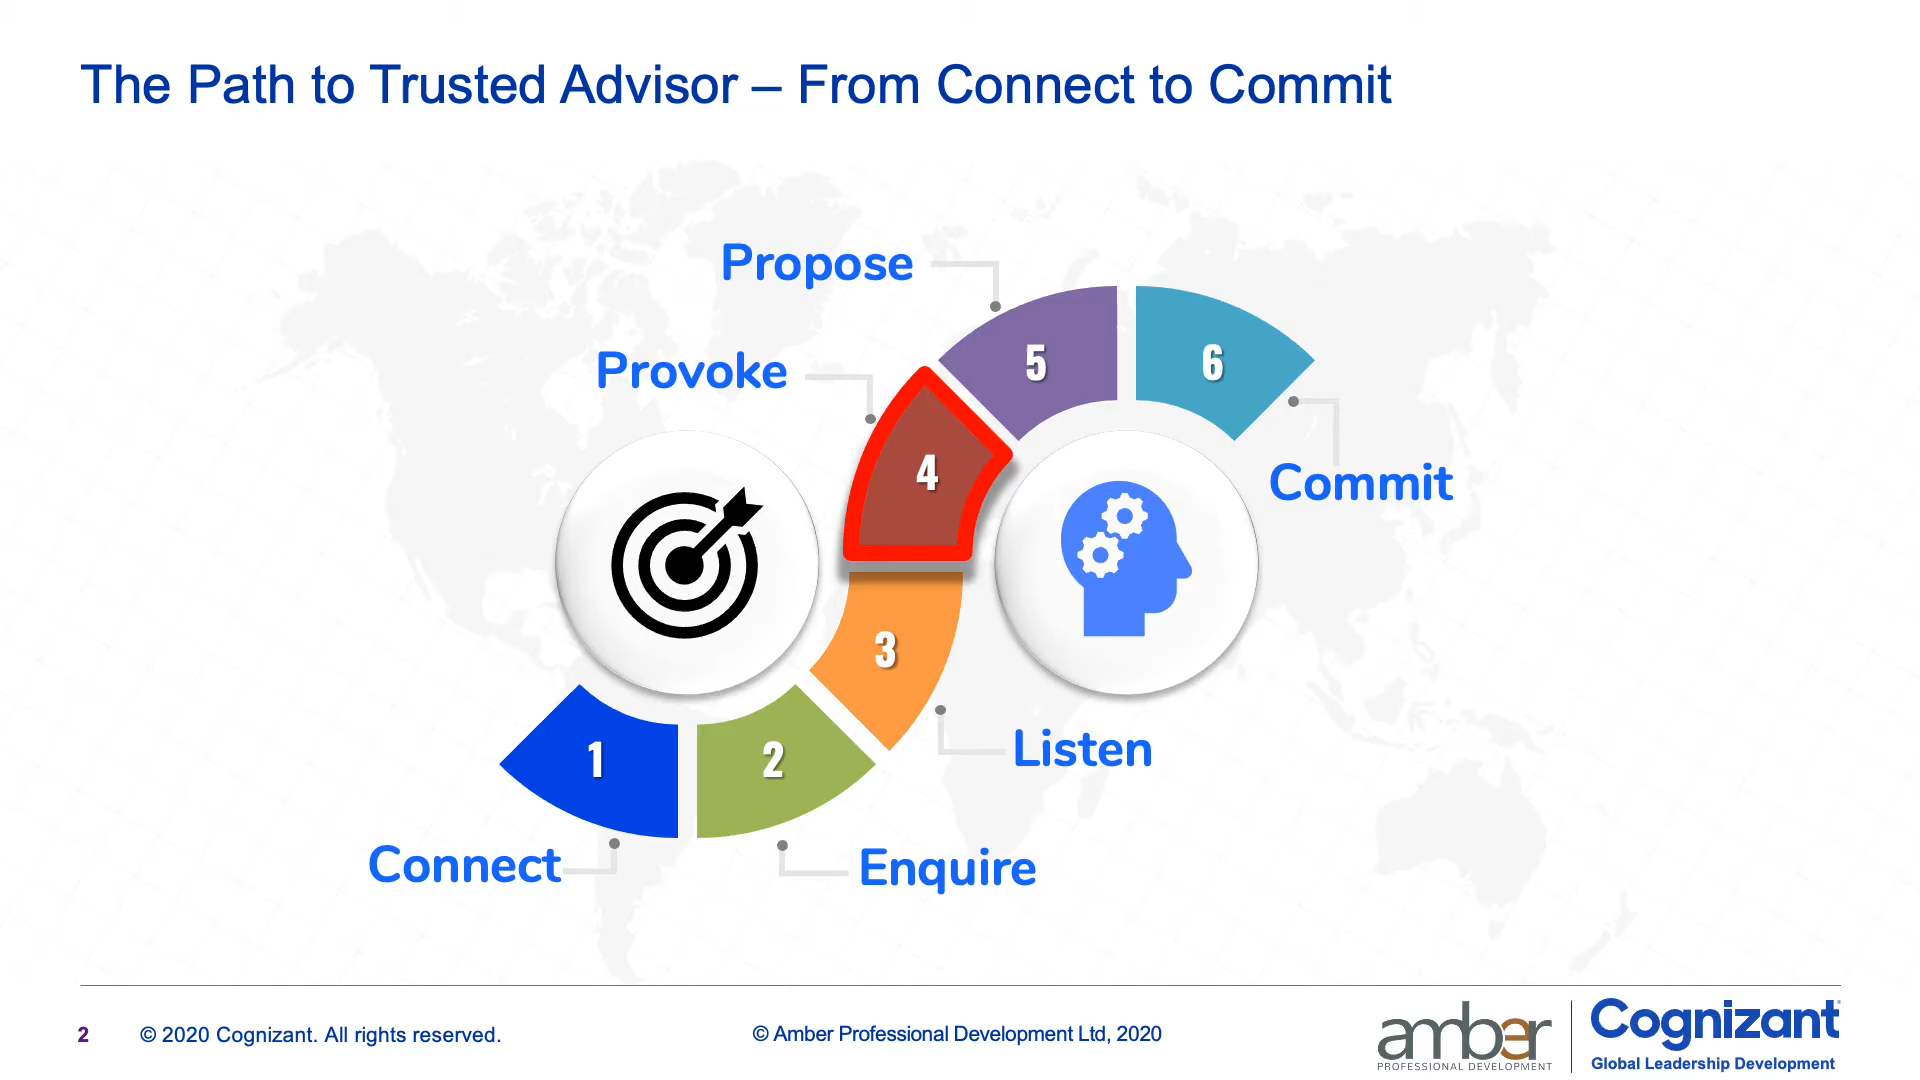 The Path to Trusted Advisor – From Connect to Commit
Propose
Provoke
5
6
4
Commit
3
Listen
1
2
Connect
Enquire
2
© 2020 Cognizant. All rights reserved.
© Amber Professional Development Ltd, 2020
amber
PROFESSIONAL DEVELOPMENT
Cognizant
Global Leadership Development